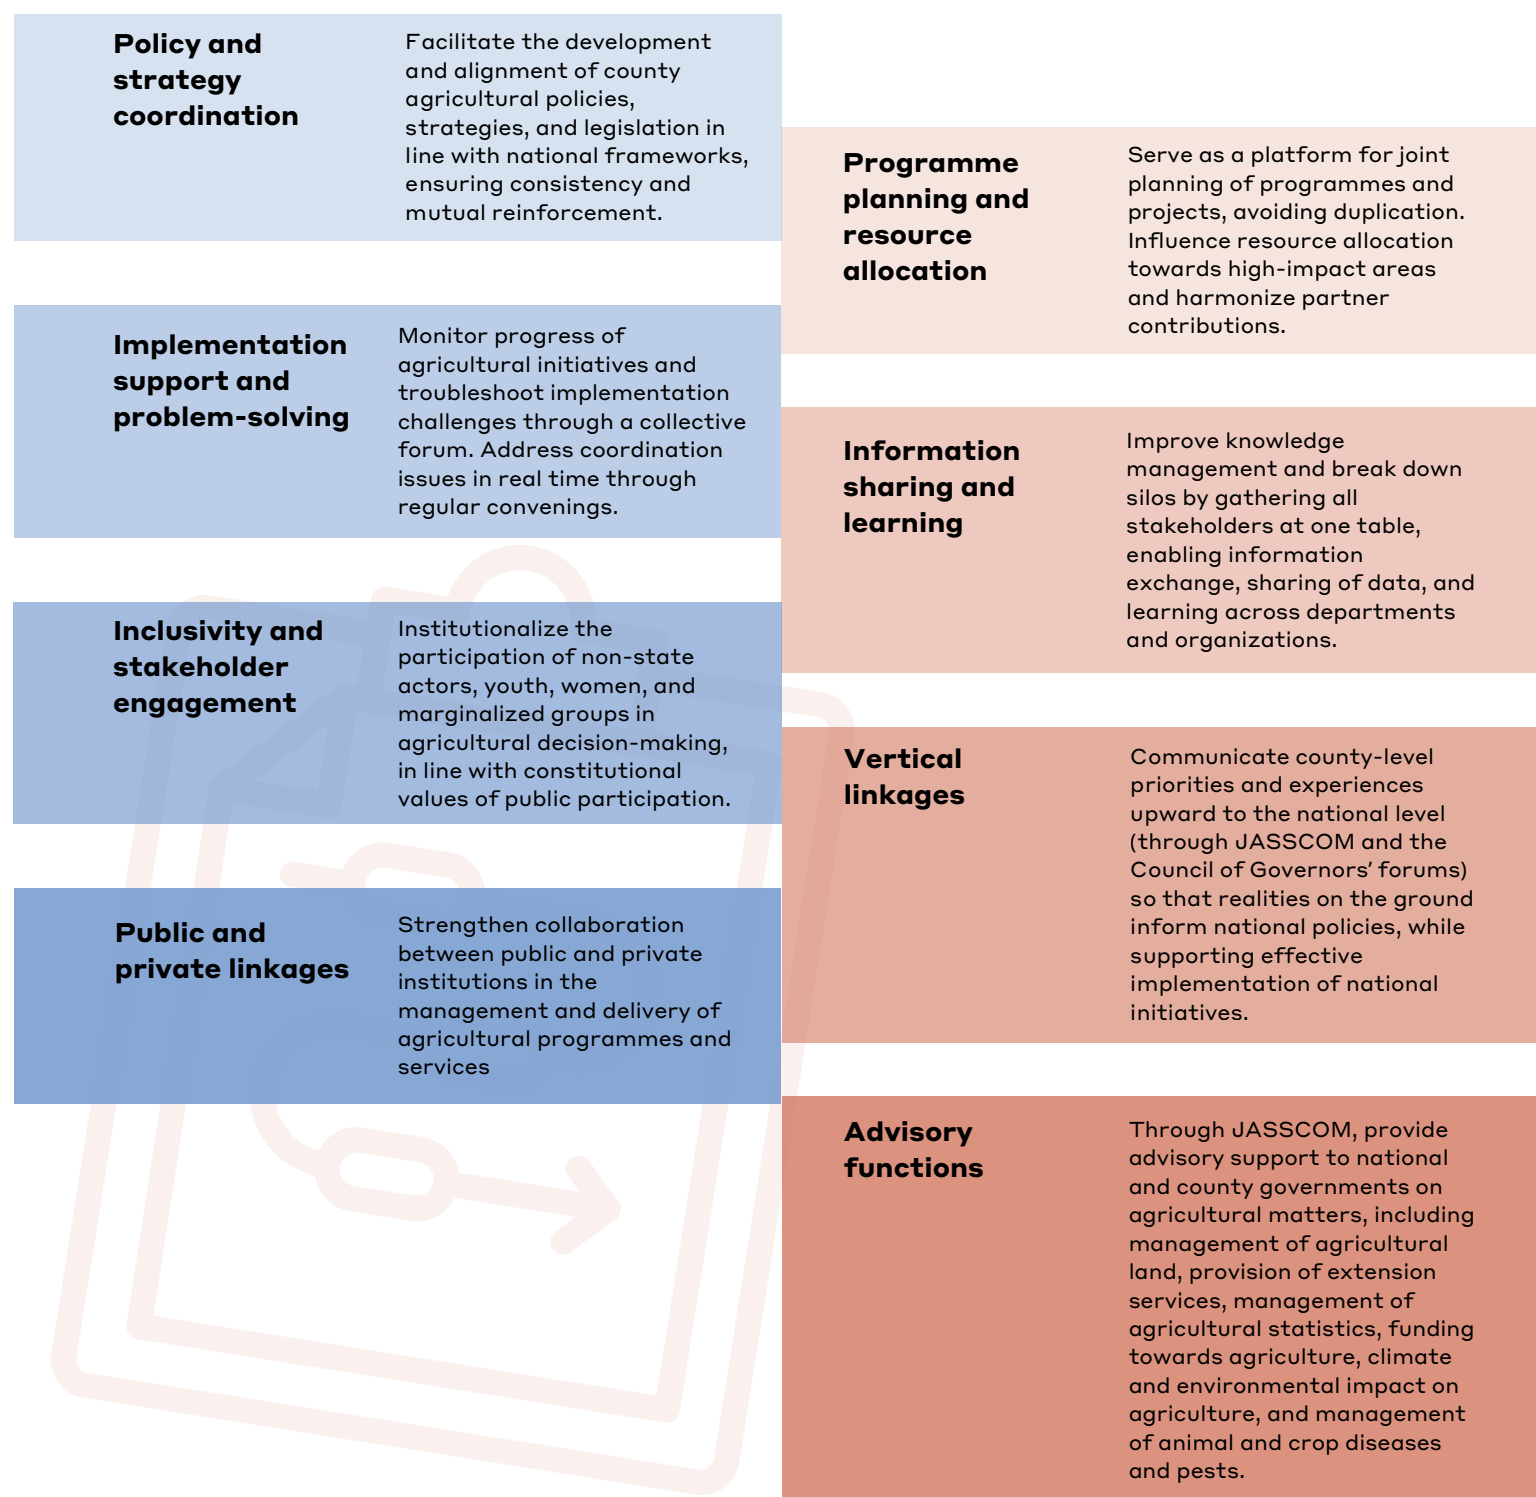 Policy and
strategy
coordination
Facilitate the development
and alignment of county
agricultural policies,
strategies, and legislation in
line with national frameworks,
ensuring consistency and
mutual reinforcement.
Programme
planning and
resource
allocation
Serve as a platform for joint
planning of programmes and
projects, avoiding duplication.
Influence resource allocation
towards high-impact areas
and harmonize partner
contributions.
Implementation
support and
problem-solving
Monitor progress of
agricultural initiatives and
troubleshoot implementation
challenges through a collective
forum. Address coordination
issues in real time through
regular convenings.
Information
sharing and
learning
Improve knowledge
management and break down
silos by gathering all
stakeholders at one table,
enabling information
exchange, sharing of data, and
learning across departments
and organizations.
Inclusivity and
stakeholder
engagement
Institutionalize the
participation of non-state
actors, youth, women, and
marginalized groups in
agricultural decision-making,
in line with constitutional
values of public participation.
Vertical
linkages
Communicate county-level
priorities and experiences
upward to the national level
(through JASSCOM and the
Council of Governors’ forums)
so that realities on the ground
inform national policies, while
supporting effective
implementation of national
initiatives.
Public and
private linkages
Strengthen collaboration
between public and private
institutions in the
management and delivery of
agricultural programmes and
services
Advisory
functions
Through JASSCOM, provide
advisory support to national
and county governments on
agricultural matters, including
management of agricultural
land, provision of extension
services, management of
agricultural statistics, funding
towards agriculture, climate
and environmental impact on
agriculture, and management
of animal and crop diseases
and pests.